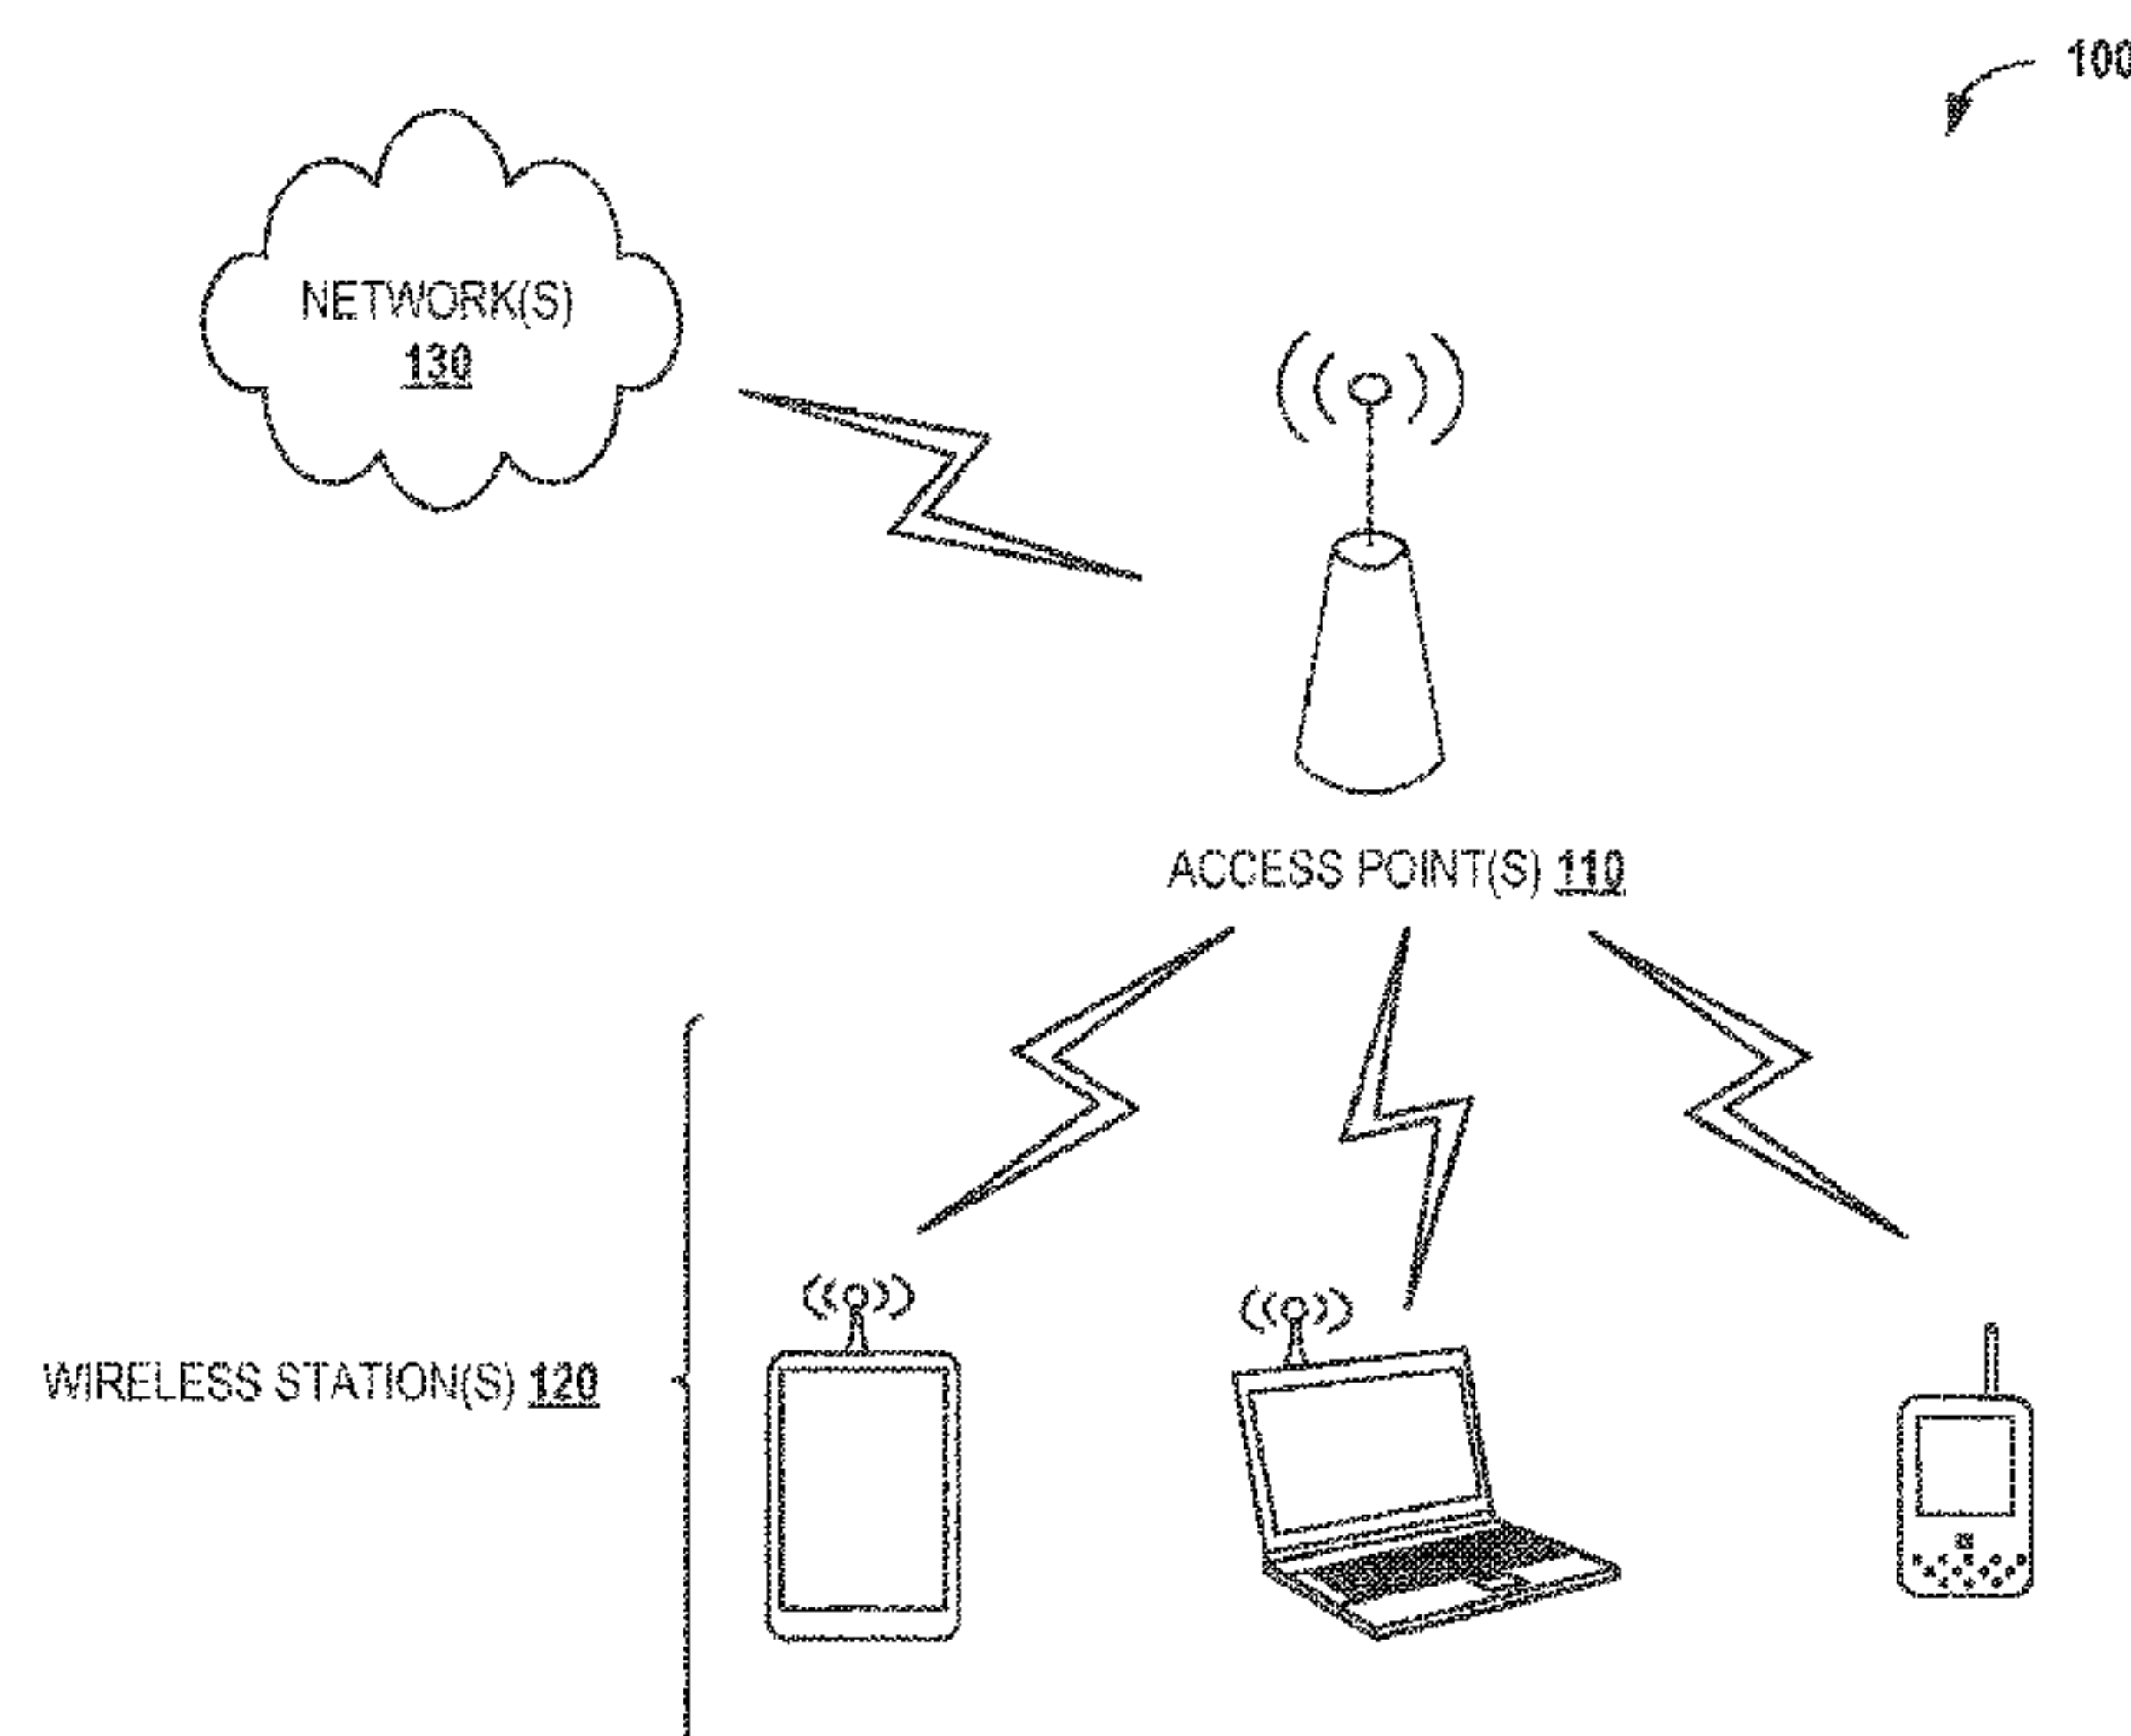 100
NETWORK(S)
130
ACCESS POINT(S) 110
WIRELESS STATION(S) 120